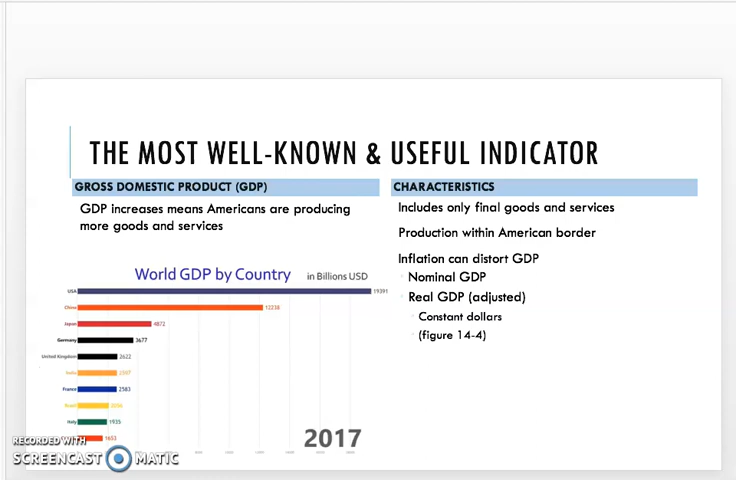 THE MOST WELL-KNOWN & USEFUL INDICATOR
GROSS DOMESTIC PRODUCT (GDP)
GDP increases means Americans are producing
more goods and services
World GDP by Country in Billions USD
USA 19391
China 12238
Japan 4872
Germany 3677
United Kingdom 2622
India 2597
France 2583
Brazil
Italy 1935
1653
2017
CHARACTERISTICS
Includes only final goods and services
Production within American border
Inflation can distort GDP
Nominal GDP
Real GDP (adjusted)
Constant dollars
(figure 14-4)
RECORDED WITH
SCREENCAST MATIC